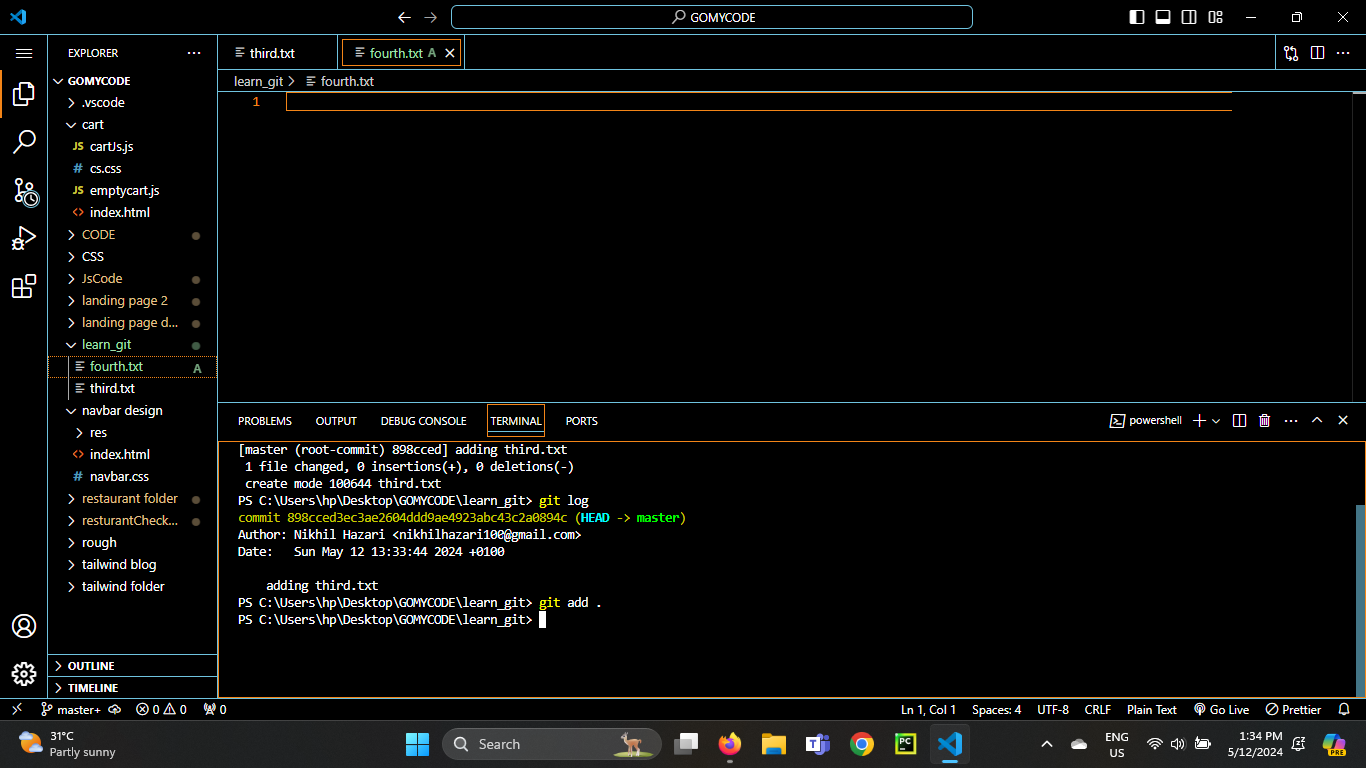 GOMYCODE
EXPLORER
third.txt
fourth.txt A
GOMYCODE
learn_git > fourth.txt
.vscode
1
cart
JS cartJs.js
# cs.css
JS emptycart.js
<> index.html
CODE
CSS
JsCode
landing page 2
landing page d...
learn_git
fourth.txt A
third.txt
navbar design
res
<> index.html
# navbar.css
restaurant folder
resturantCheck...
rough
tailwind blog
tailwind folder
OUTLINE
TIMELINE
PROBLEMS OUTPUT DEBUG CONSOLE TERMINAL PORTS
powershell
[master (root-commit) 898cced] adding third.txt
1 file changed, 0 insertions(+), 0 deletions(-)
create mode 100644 third.txt
PS C:\Users\hp\Desktop\GOMYCODE\learn_git> git log
commit 898cced3ec3ae2604ddd9ae4923abc43c2a0894c (HEAD -> master)
Author: Nikhil Hazari <nikhilhazari100@gmail.com>
Date:   Sun May 12 13:33:44 2024 +0100
adding third.txt
PS C:\Users\hp\Desktop\GOMYCODE\learn_git> git add .
PS C:\Users\hp\Desktop\GOMYCODE\learn_git>
master+ 0 0 0
Ln 1, Col 1 Spaces: 4 UTF-8 CRLF Plain Text Go Live Prettier
31°C
Partly sunny
Search
PC
ENG
US
1:34 PM
5/12/2024
PRE